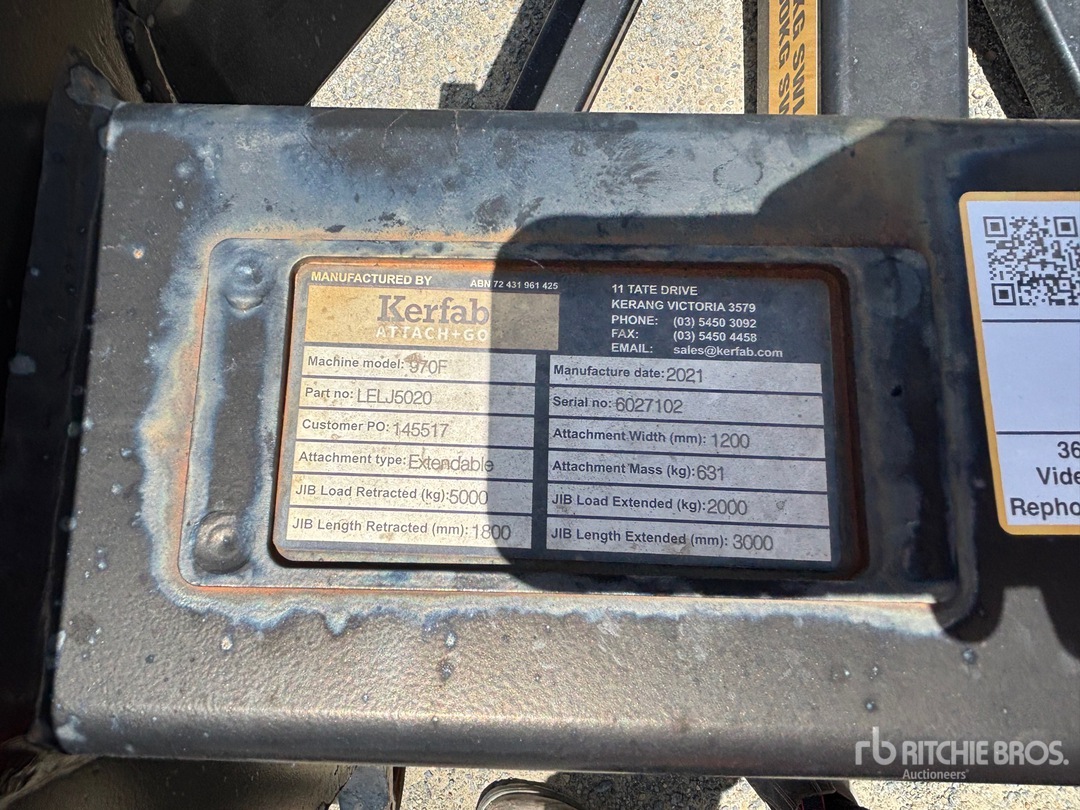 MANUFACTURED BY ABN 72 431 961 425
Kerfab
ATTACH+GO
11 TATE DRIVE
KERANG VICTORIA 3579
PHONE: (03) 5450 3092
FAX: (03) 5450 4458
EMAIL: sales@kerfab.com
Machine model: 970F
Manufacture date: 2021
Part no: LELJ5020
Serial no: 6027102
Customer PO: 145517
Attachment Width (mm): 1200
Attachment type: Extendable
Attachment Mass (kg): 631
JIB Load Retracted (kg): 5000
JIB Load Extended (kg): 2000
JIB Length Retracted (mm): 1800
JIB Length Extended (mm): 3000
rb RITCHIE BROS.
Auctioneers